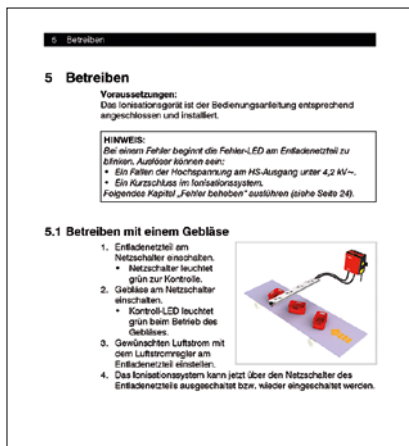 5 Betreiben
5 Betreiben
Voraussetzungen:
Das Ionisationsgerät ist der Bedienungsanleitung entsprechend
angeschlossen und installiert.
HINWEIS:
Bei einem Fehler beginnt die Fehler-LED am Entladenetzteil zu
blinken. Auslöser können sein:
• Ein Fallen der Hochspannung am HS-Ausgang unter 4,2 kV~.
• Ein Kurzschluss im Ionisationssystem.
Folgendes Kapitel „Fehler beheben" ausführen (siehe Seite 24).
5.1 Betreiben mit einem Gebläse
1. Entladenetzteil am
Netzschalter einschalten.
• Netzschalter leuchtet
grün zur Kontrolle.
2. Gebläse am Netzschalter
einschalten.
• Kontroll-LED leuchtet
grün beim Betrieb des
Gebläses.
3. Gewünschten Luftstrom mit
dem Luftstromregler am
Entladenetzteil einstellen.
4. Das Ionisationssystem kann jetzt über den Netzschalter des
Entladenetzteils ausgeschaltet bzw. wieder eingeschaltet werden.